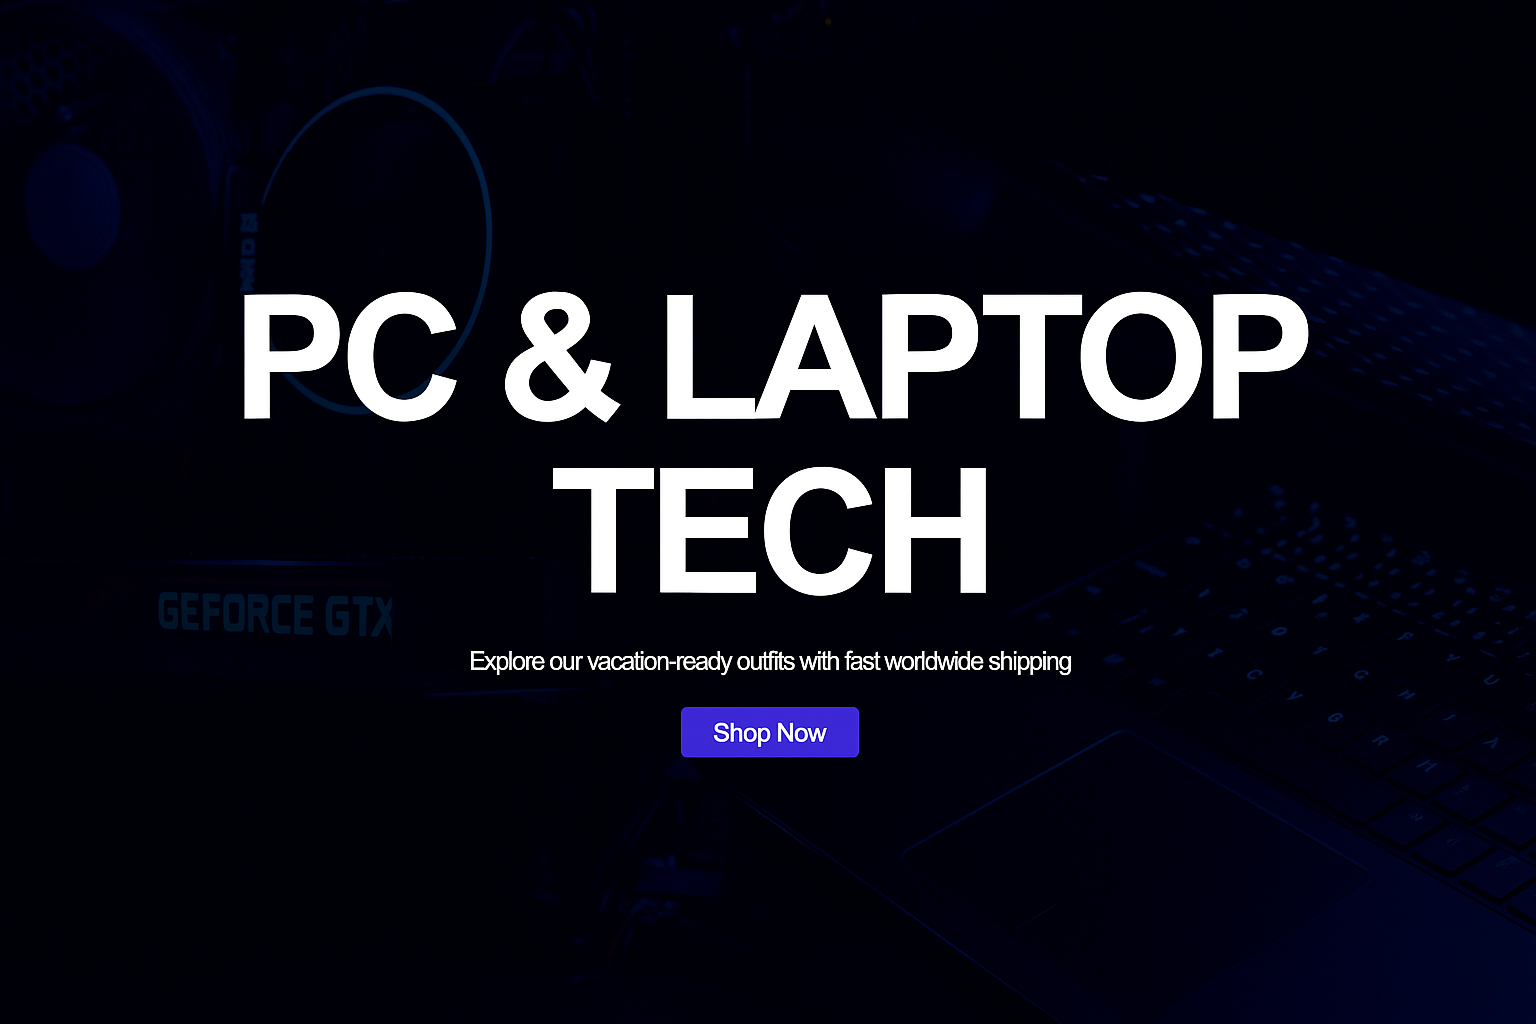 PC & LAPTOP
TECH
GEFORCE GTX
Explore our vacation-ready outfits with fast worldwide shipping
Shop Now